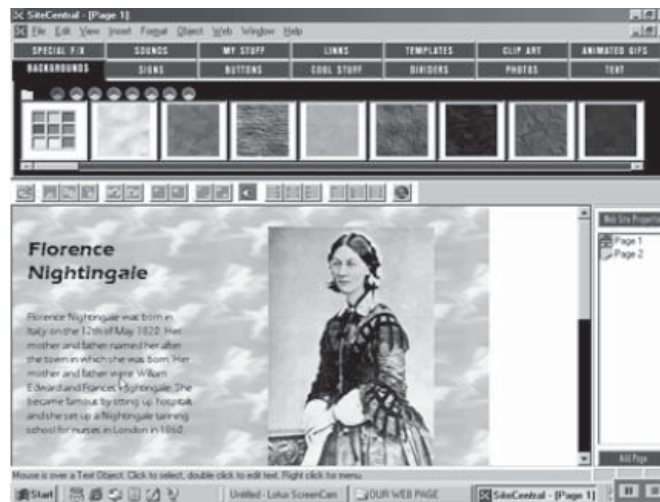 SiteCentral - [Page 1]
File Edit View Insert Format Object Web Window Help
SPECIAL F/X SOUNDS MY STUFF LINKS TEMPLATES CLIP ART ANIMATED GIFS
BACKGROUNDS SIGNS BUTTONS COOL STUFF DIVIDERS PHOTOS TEXT
Web Site Properties
Page 1
Page 2
Florence
Nightingale
Florence Nightingale was born in
Italy on the 12th of May 1820. Her
mother and father named her after
the town in which she was born. Her
mother and father were William
Edward and Frances Nightingale. She
became famous by sitting up hospitals
and she set up a Nightingale tanning
school for nurses in London in 1860.
Add Page
Mouse is over a Text Object. Click to select, double click to edit text. Right click for menu.
Start Untitled - Lotus ScreenCam OUR WEB PAGE SiteCentral - [Page 1]